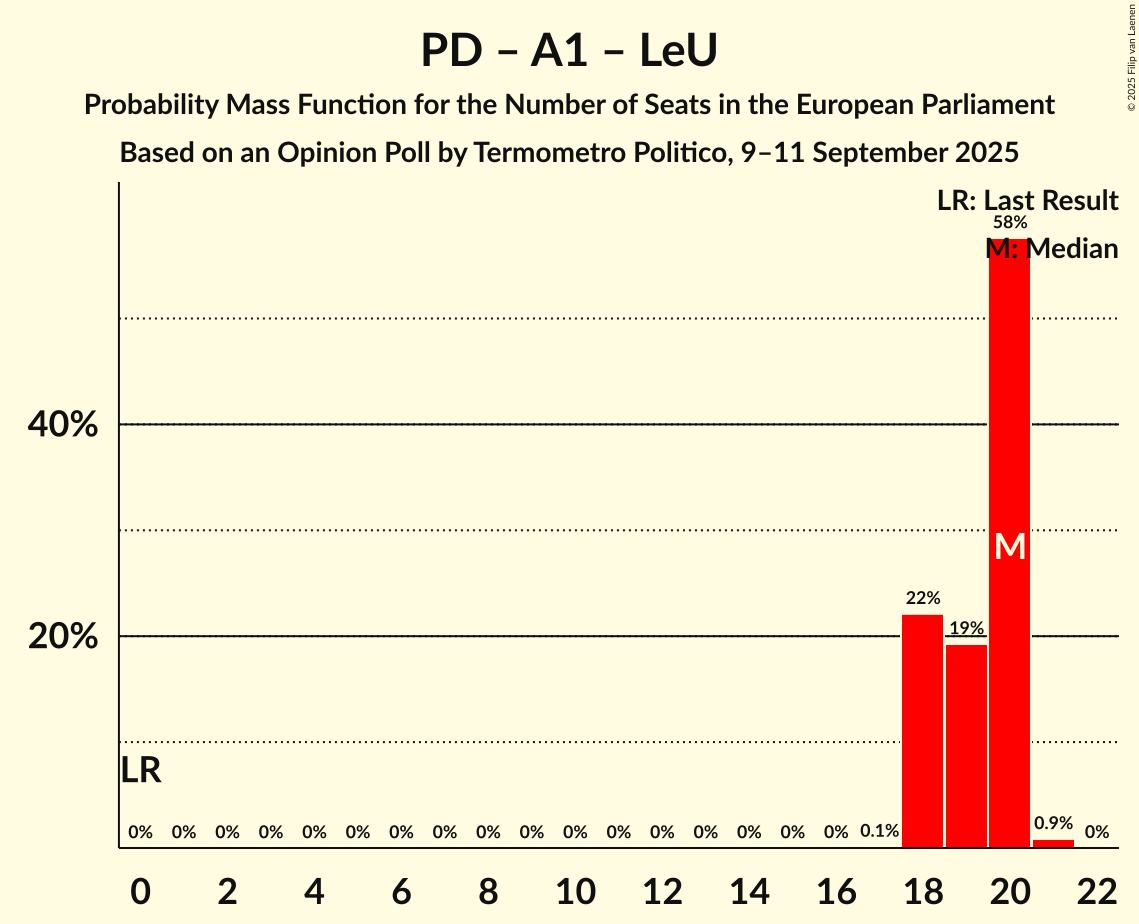 PD – A1 – LeU
Probability Mass Function for the Number of Seats in the European Parliament
Based on an Opinion Poll by Termometro Politico, 9–11 September 2025
© 2025 Filip van Laenen
LR: Last Result
M: Median
58%
40%
20%
M
22%
19%
LR
0% 0% 0% 0% 0% 0% 0% 0% 0% 0% 0% 0% 0% 0% 0% 0% 0% 0.1% 0.9% 0%
0 2 4 6 8 10 12 14 16 18 20 22